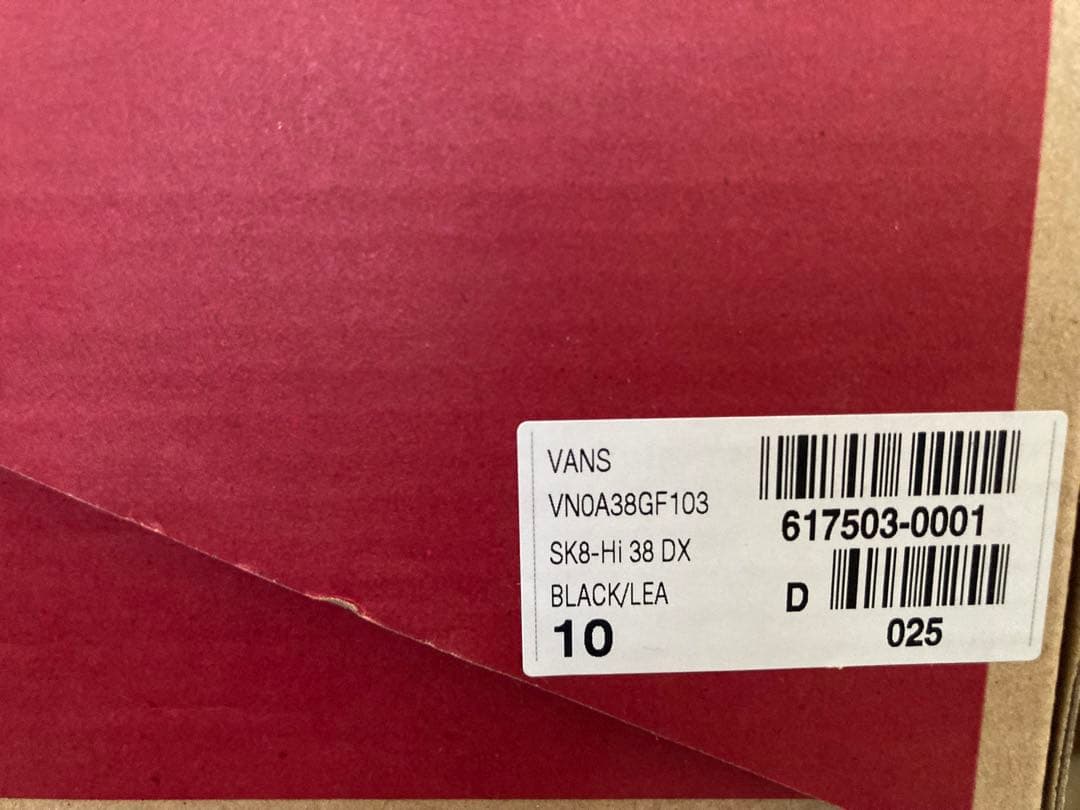 VANS
VN0A38GF103
SK8-Hi 38 DX
BLACK/LEA
10
617503-0001
D
025